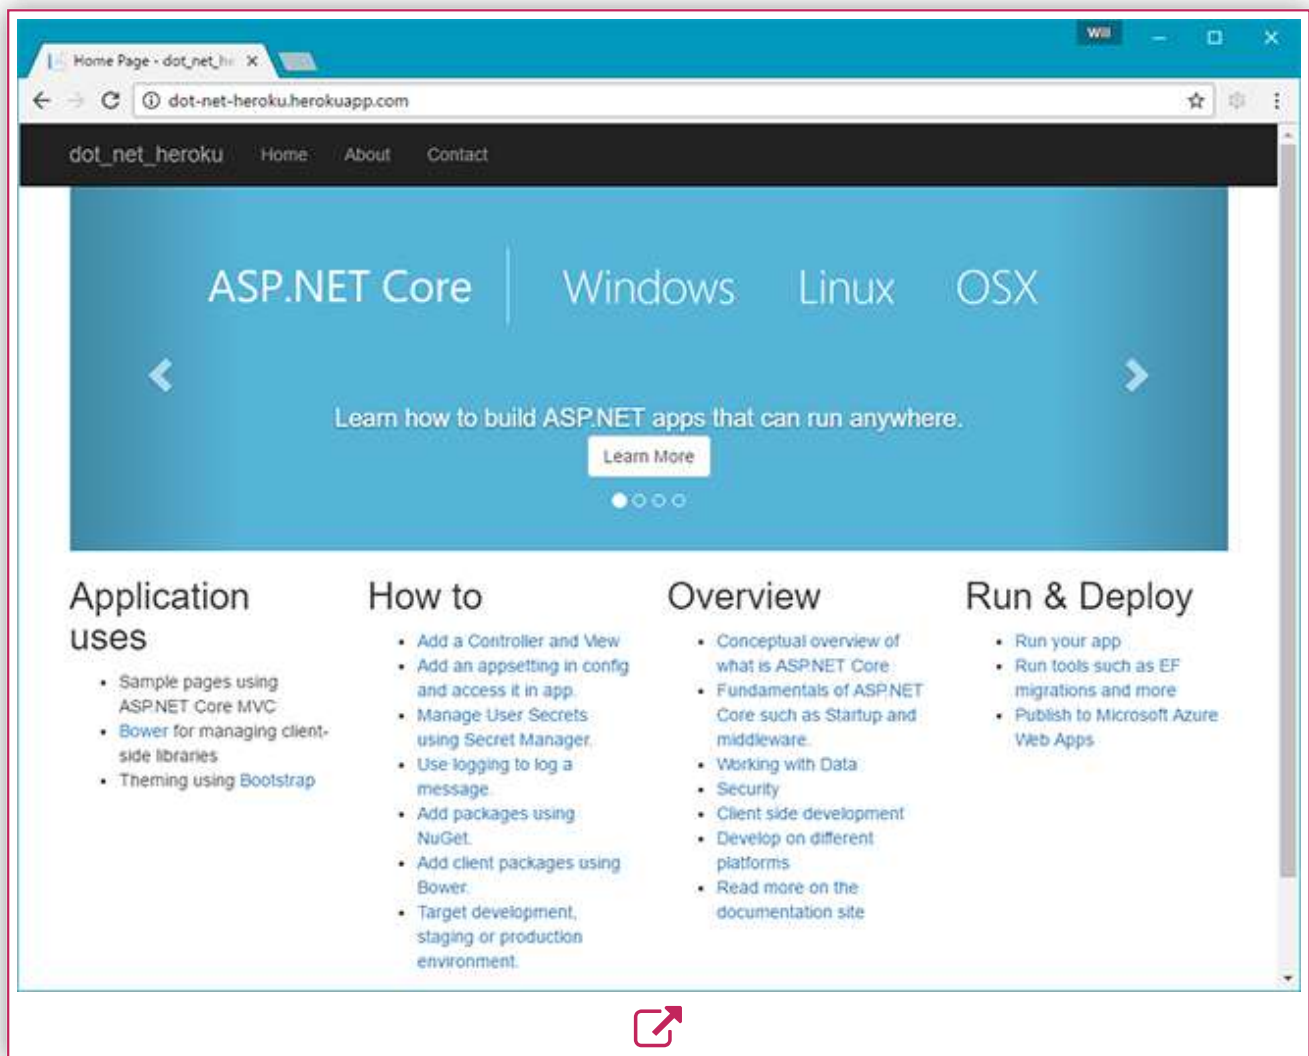 Will
Home Page - dot_net_he
dot-net-heroku.herokuapp.com
dot_net_heroku Home About Contact
ASP.NET Core Windows Linux OSX
Learn how to build ASP.NET apps that can run anywhere.
Learn More
Application
uses
Sample pages using
ASP.NET Core MVC
Bower for managing client-
side libraries
Theming using Bootstrap
How to
Add a Controller and View
Add an appsetting in config
and access it in app.
Manage User Secrets
using Secret Manager.
Use logging to log a
message.
Add packages using
NuGet.
Add client packages using
Bower.
Target development,
staging or production
environment.
Overview
Conceptual overview of
what is ASP.NET Core
Fundamentals of ASP.NET
Core such as Startup and
middleware.
Working with Data
Security
Client side development
Develop on different
platforms
Read more on the
documentation site
Run & Deploy
Run your app
Run tools such as EF
migrations and more
Publish to Microsoft Azure
Web Apps